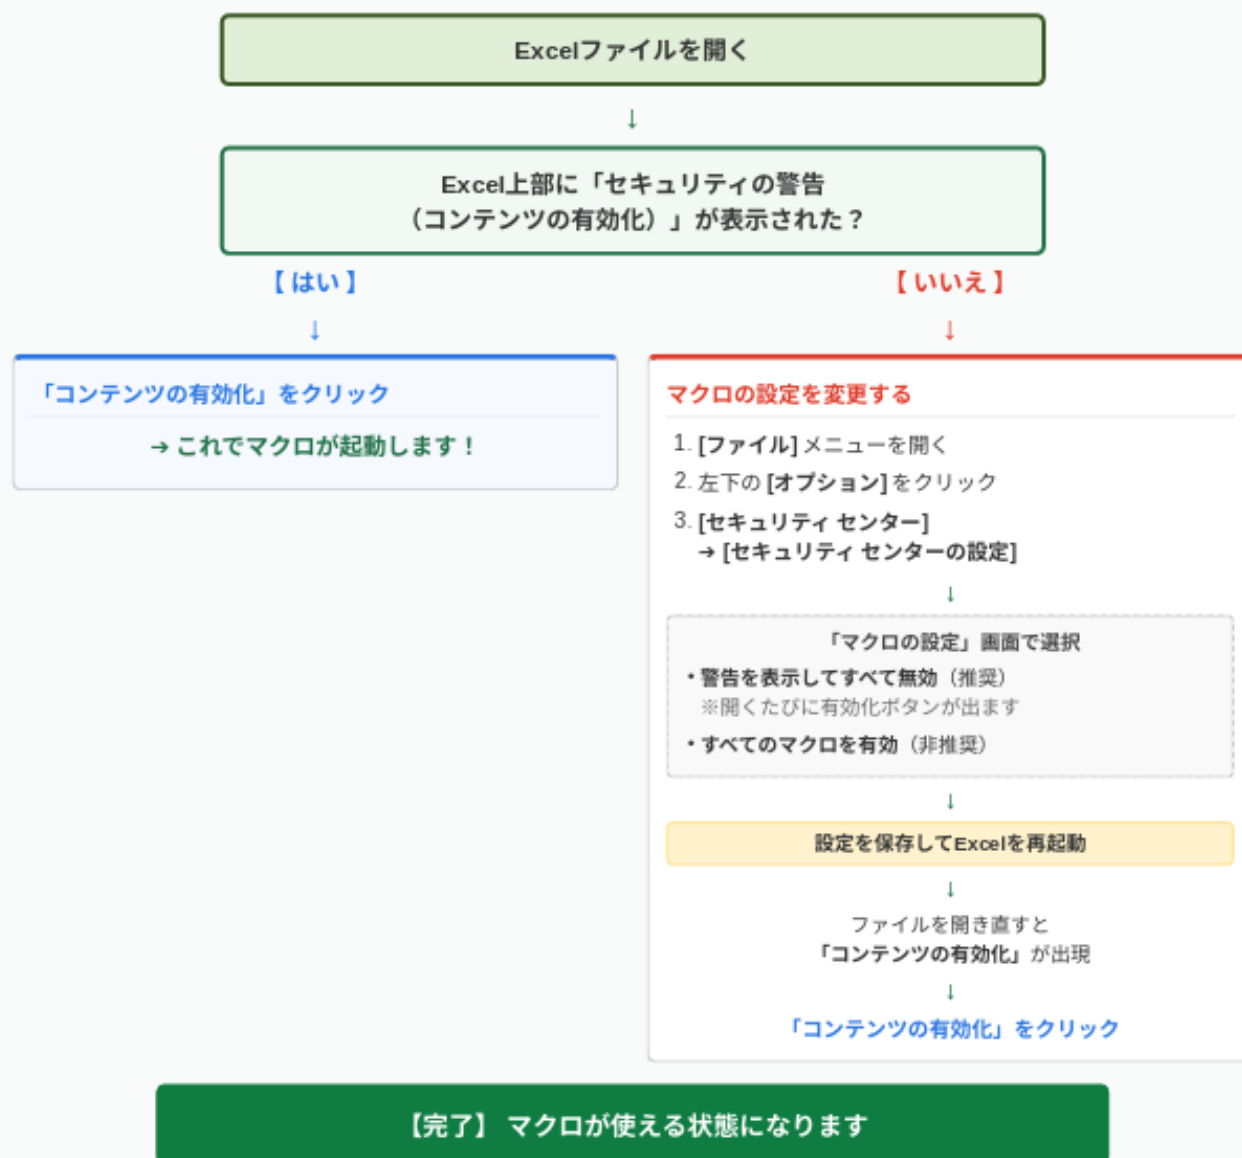 Excelファイルを開く
↓
Excel上部に「セキュリティの警告
（コンテンツの有効化）」が表示された？
【 はい 】
↓
「コンテンツの有効化」をクリック
→ これでマクロが起動します！
【 いいえ 】
↓
マクロの設定を変更する
1. [ファイル] メニューを開く
2. 左下の [オプション] をクリック
3. [セキュリティ センター]
→ [セキュリティ センターの設定]
↓
「マクロの設定」画面で選択
・警告を表示してすべて無効（推奨）
※開くたびに有効化ボタンが出ます
・すべてのマクロを有効（非推奨）
↓
設定を保存してExcelを再起動
↓
ファイルを開き直すと
「コンテンツの有効化」が出現
↓
「コンテンツの有効化」をクリック
【完了】 マクロが使える状態になります